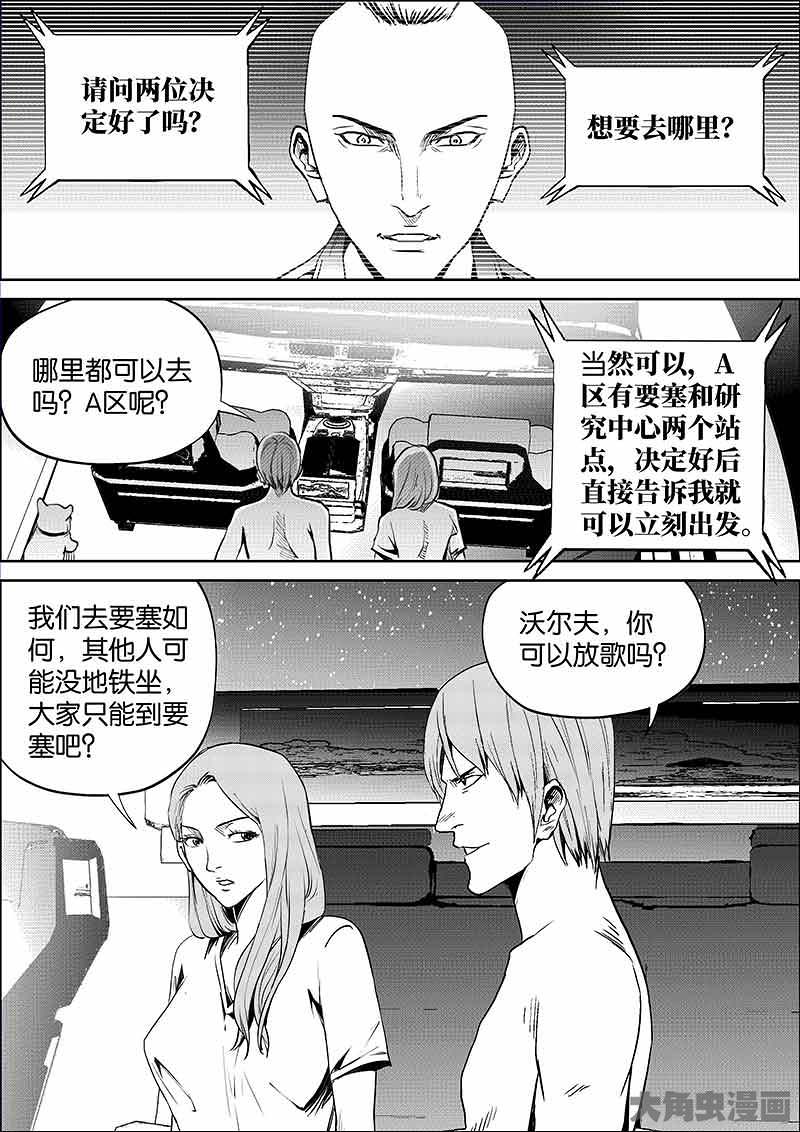 请问两位决
定好了吗？
想要去哪里？
哪里都可以去
吗？A区呢？
当然可以，A
区有要塞和研
究中心两个站
点，决定好后
直接告诉我就
可以立刻出发。
我们去要塞如
何，其他人可
能没地铁坐，
大家只能到要
塞吧？
沃尔夫，你
可以放歌吗？
大角虫漫画